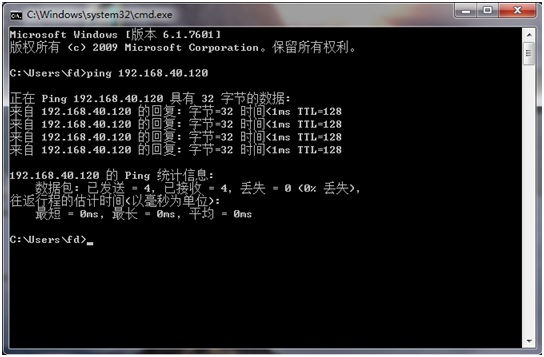 C:\Windows\system32\cmd.exe
Microsoft Windows [版本 6.1.7601]
版权所有 <c> 2009 Microsoft Corporation。保留所有权利。
C:\Users\fd>ping 192.168.40.120
正在 Ping 192.168.40.120 具有 32 字节的数据:
来自 192.168.40.120 的回复: 字节=32 时间<1ms TTL=128
来自 192.168.40.120 的回复: 字节=32 时间<1ms TTL=128
来自 192.168.40.120 的回复: 字节=32 时间<1ms TTL=128
来自 192.168.40.120 的回复: 字节=32 时间<1ms TTL=128
192.168.40.120 的 Ping 统计信息:
数据包: 已发送 = 4, 已接收 = 4, 丢失 = 0 (0% 丢失),
往返行程的估计时间(以毫秒为单位):
最短 = 0ms, 最长 = 0ms, 平均 = 0ms
C:\Users\fd>